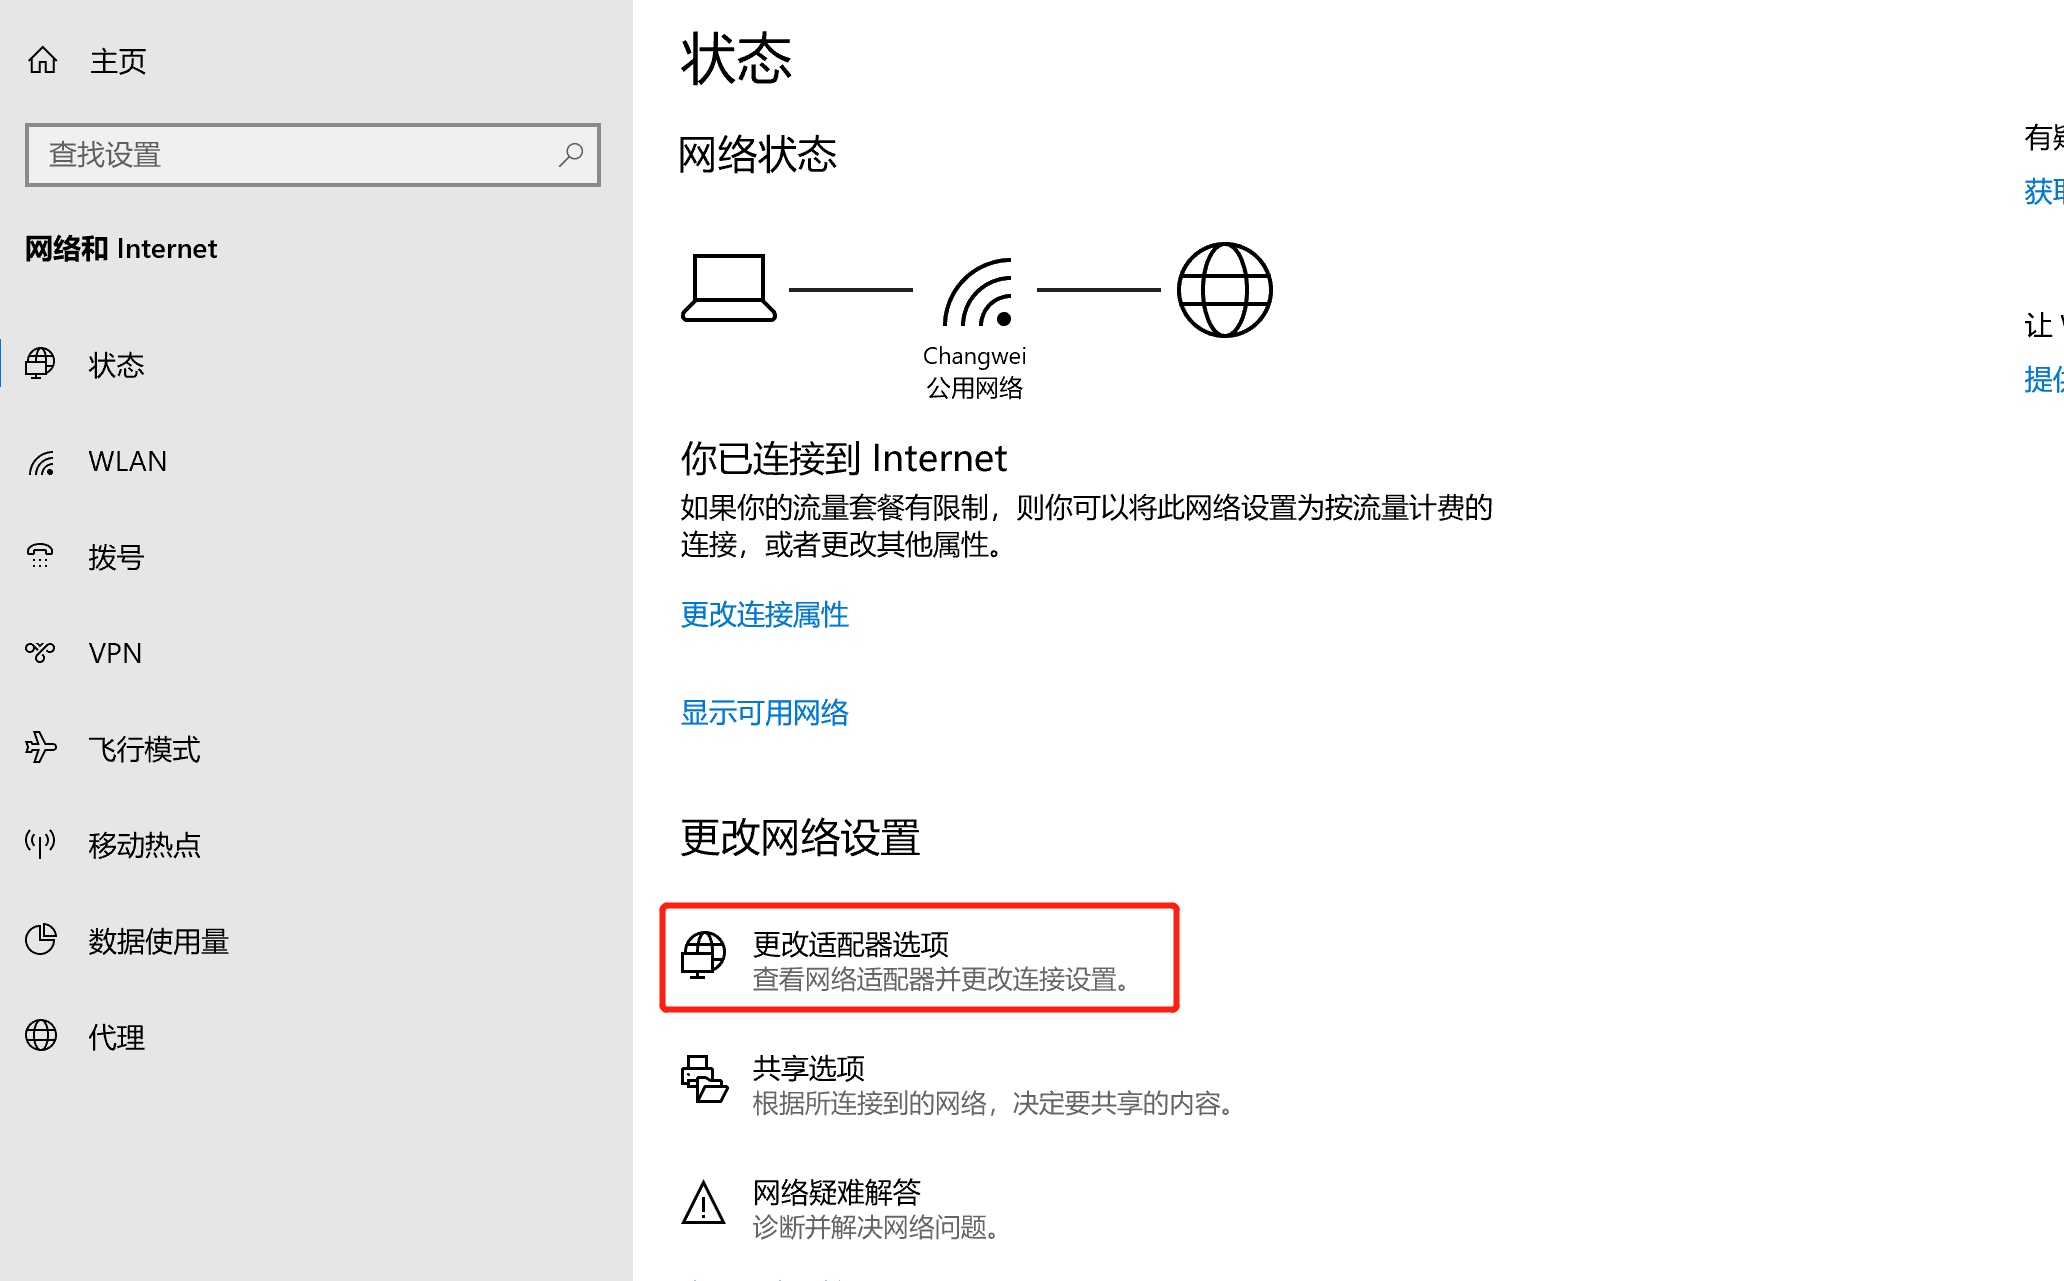 主页
查找设置
网络和 Internet
状态
WLAN
拨号
VPN
飞行模式
移动热点
数据使用量
代理
状态
网络状态
Changwei
公用网络
你已连接到 Internet
如果你的流量套餐有限制，则你可以将此网络设置为按流量计费的
连接，或者更改其他属性。
更改连接属性
显示可用网络
更改网络设置
更改适配器选项
查看网络适配器并更改连接设置。
共享选项
根据所连接到的网络，决定要共享的内容。
网络疑难解答
诊断并解决网络问题。
有
获
让
提